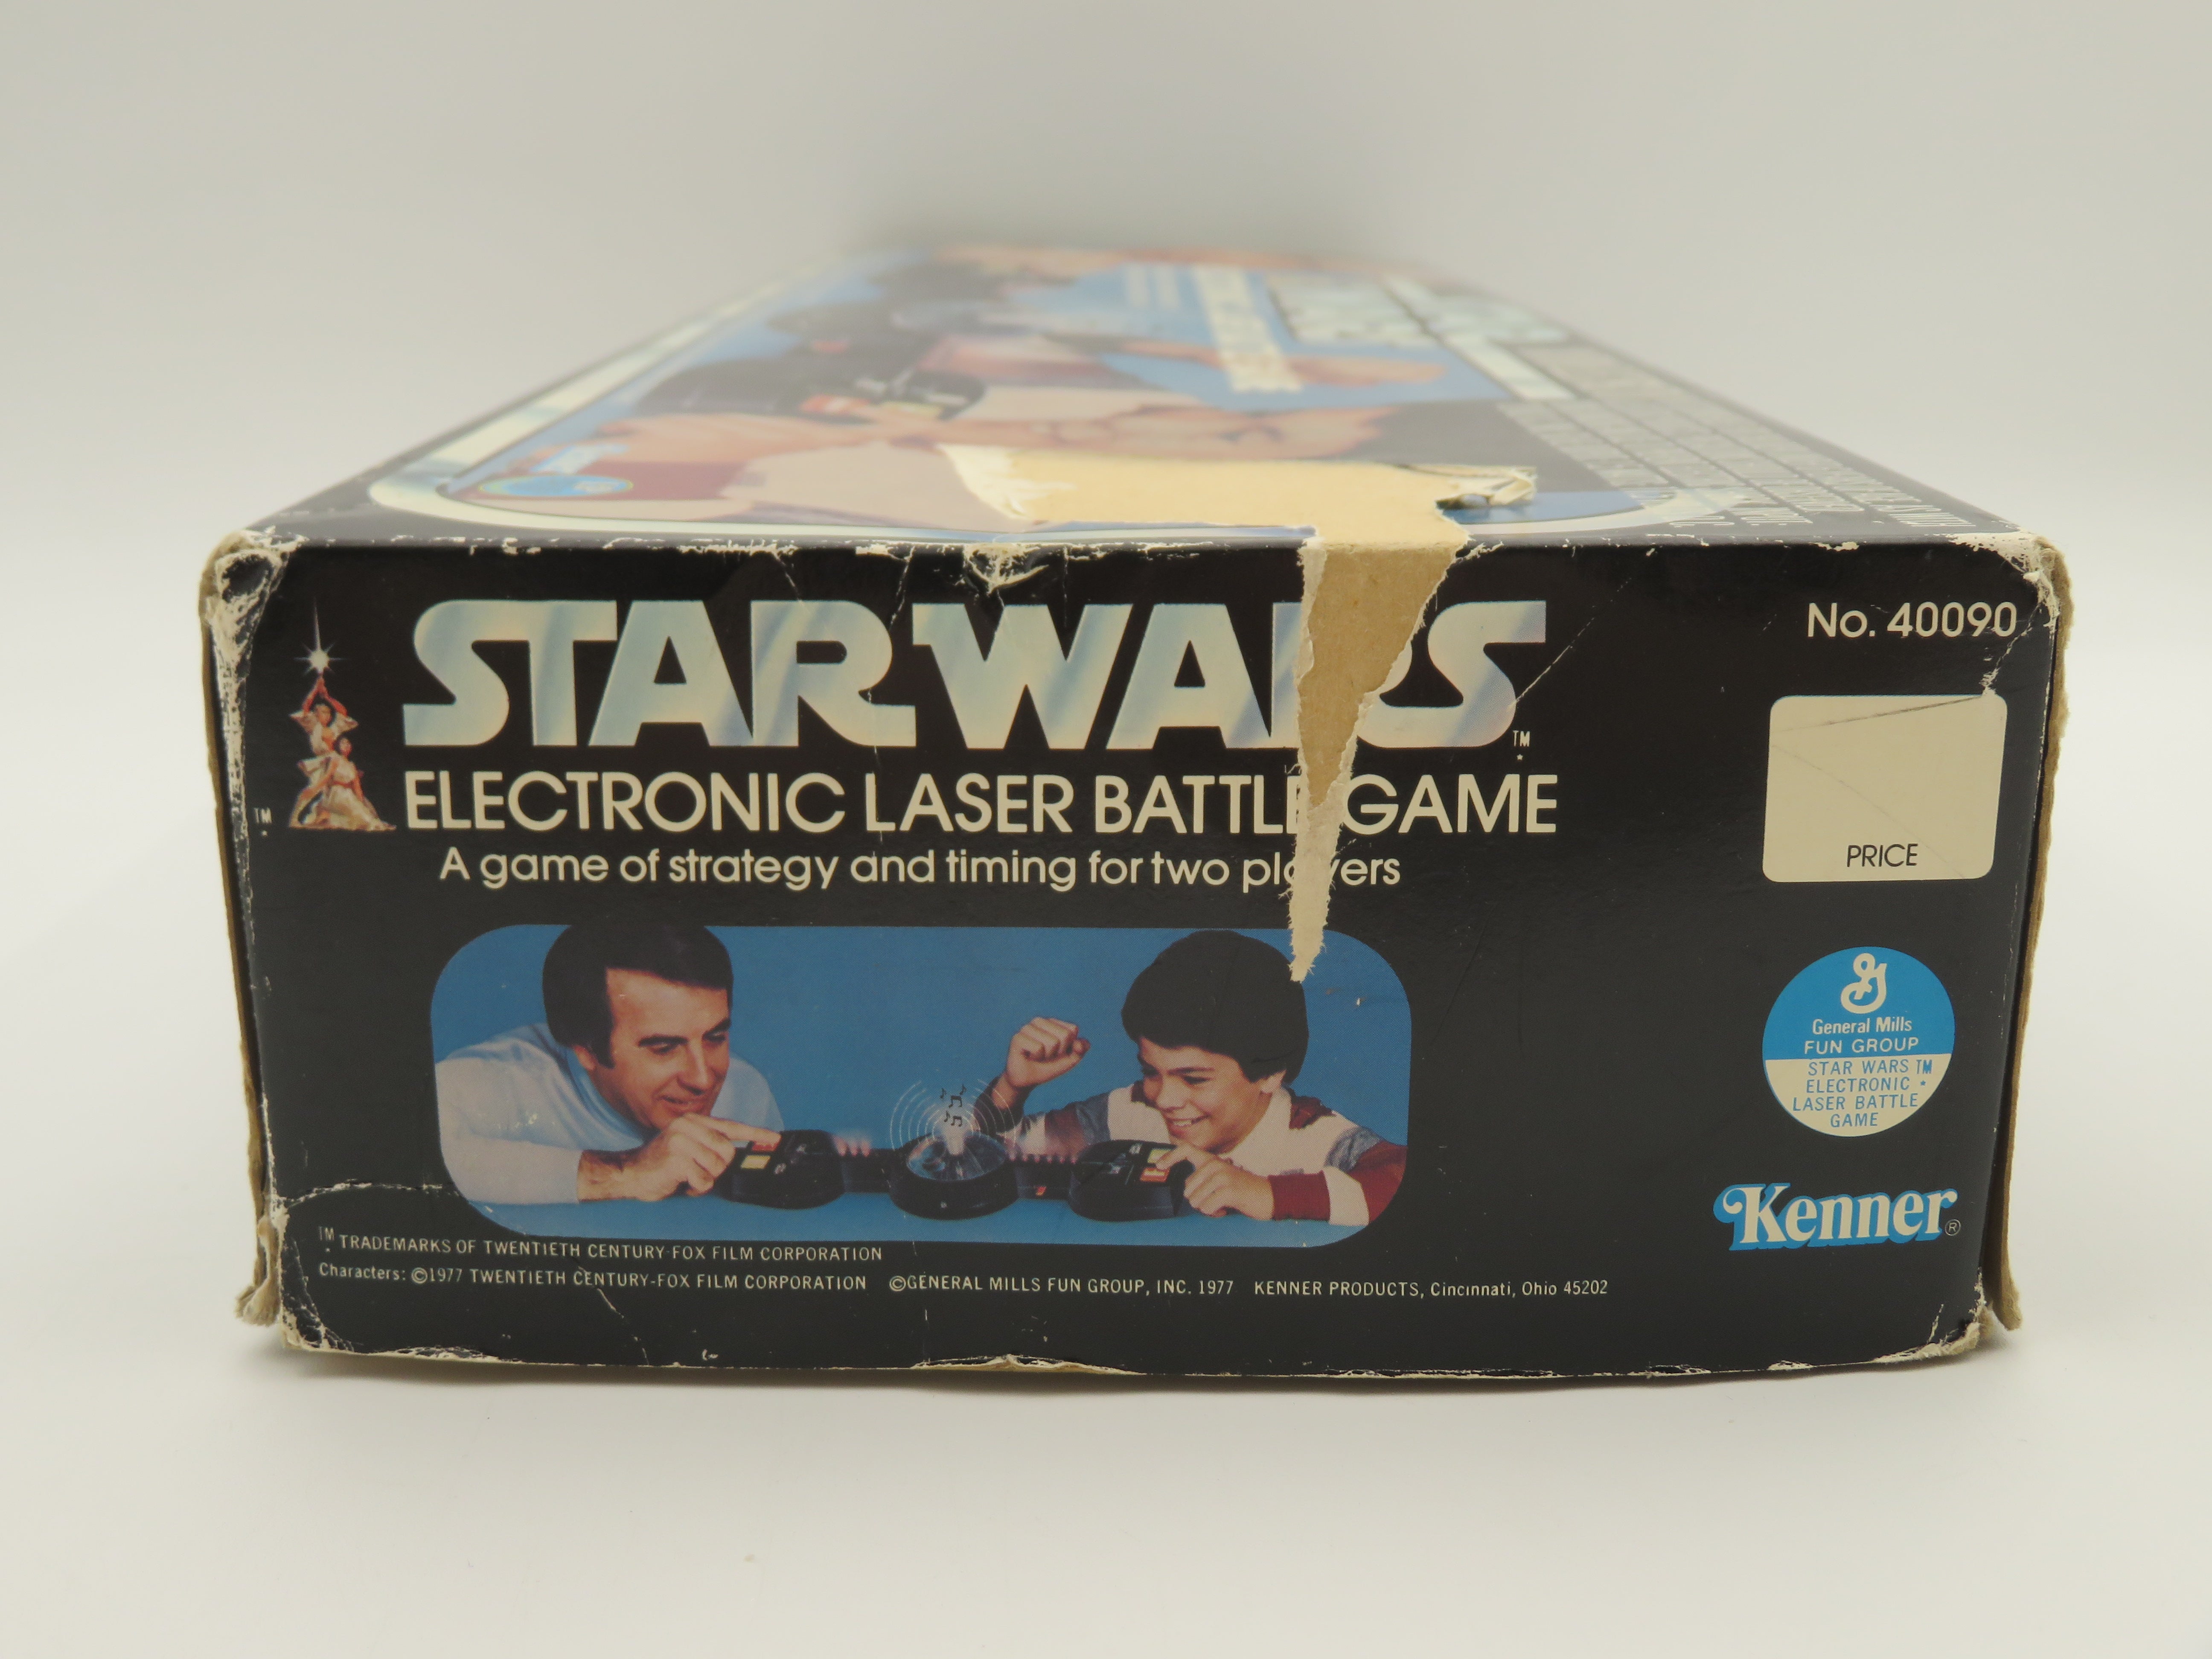 STAR WARS
TM
ELECTRONIC LASER BATTLE GAME
TM
A game of strategy and timing for two players
No. 40090
PRICE
General Mills
FUN GROUP
STAR WARS TM
ELECTRONIC
LASER BATTLE
GAME
Kenner®
TM TRADEMARKS OF TWENTIETH CENTURY-FOX FILM CORPORATION
Characters: ©1977 TWENTIETH CENTURY-FOX FILM CORPORATION ©GENERAL MILLS FUN GROUP, INC. 1977 KENNER PRODUCTS, Cincinnati, Ohio 45202